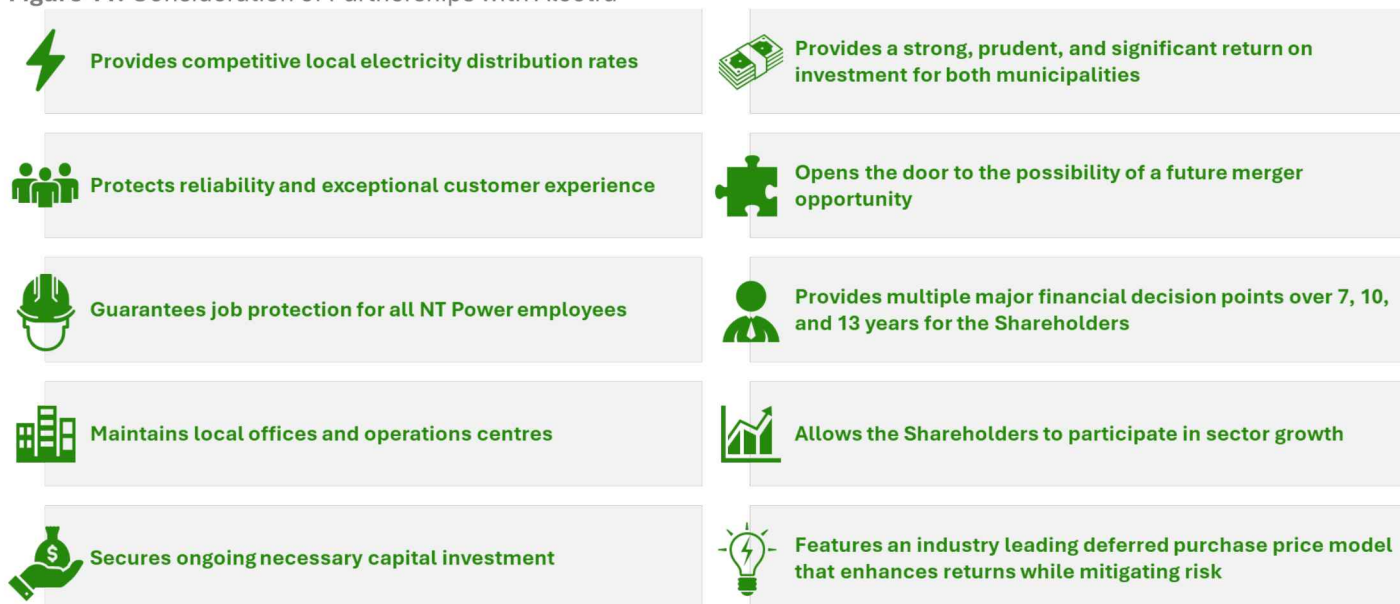 Provides competitive local electricity distribution rates
Provides a strong, prudent, and significant return on
investment for both municipalities
Protects reliability and exceptional customer experience
Opens the door to the possibility of a future merger
opportunity
Guarantees job protection for all NT Power employees
Provides multiple major financial decision points over 7, 10,
and 13 years for the Shareholders
Maintains local offices and operations centres
Allows the Shareholders to participate in sector growth
$
Secures ongoing necessary capital investment
Features an industry leading deferred purchase price model
that enhances returns while mitigating risk